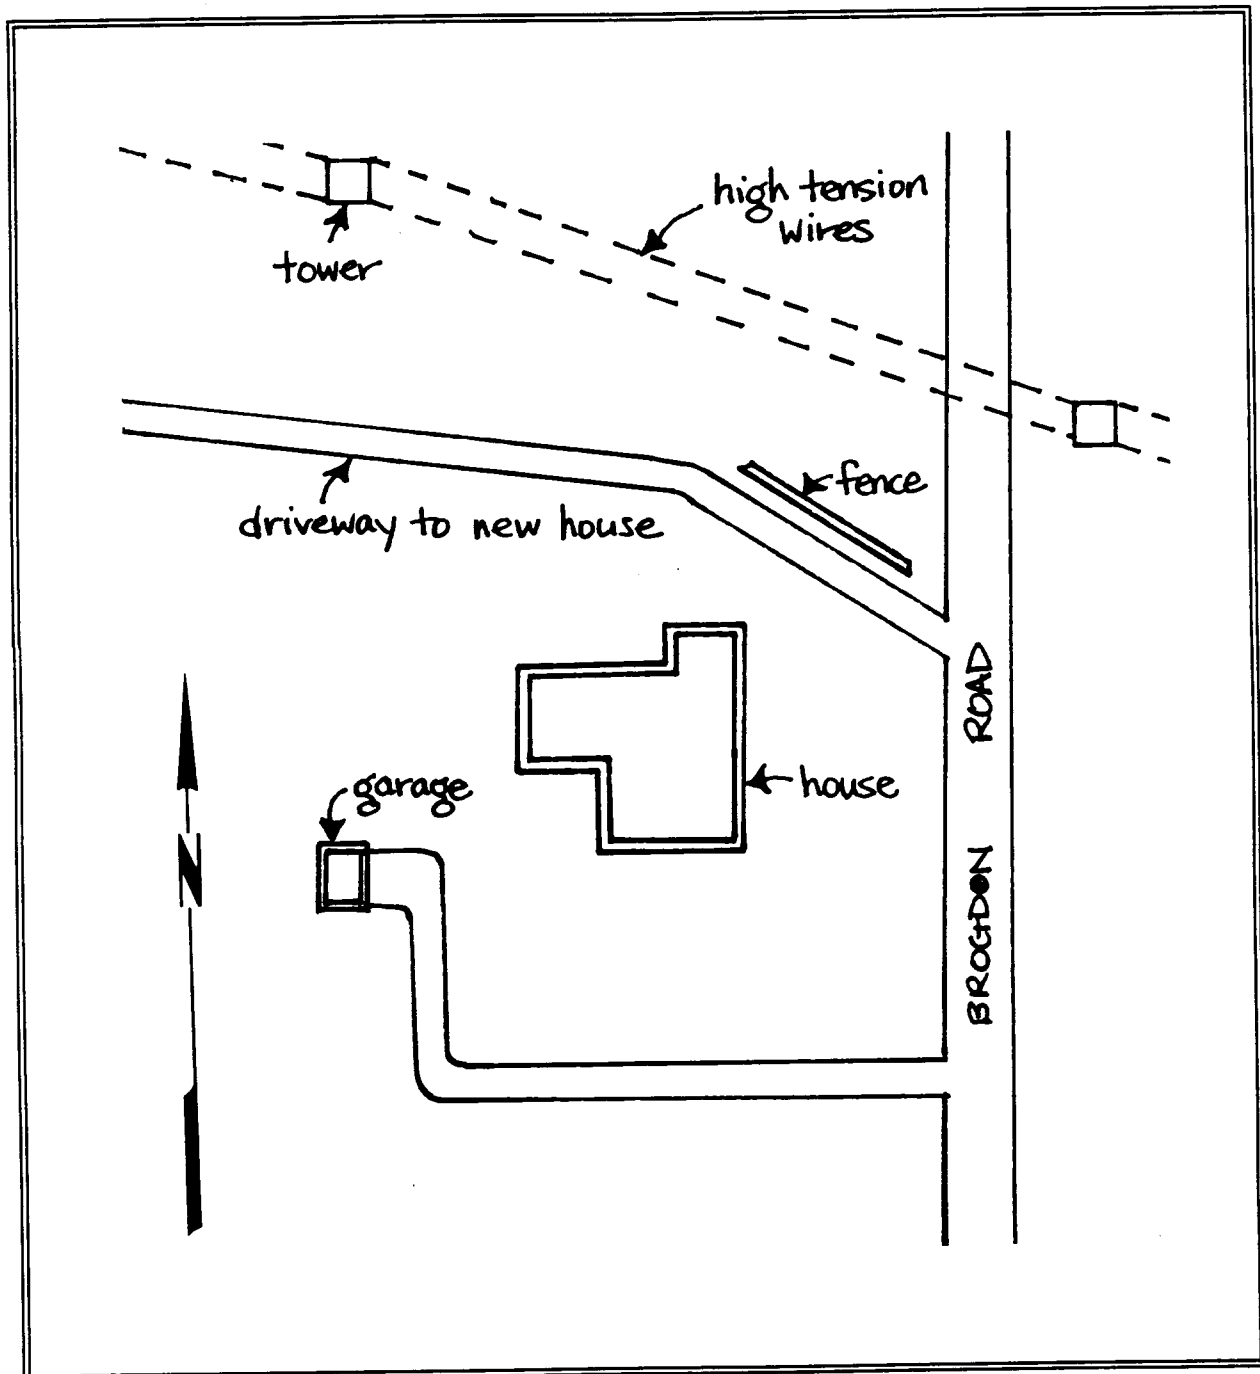 high tension
wires
tower
fence
driveway to new house
BROGDON ROAD
garage
house
N